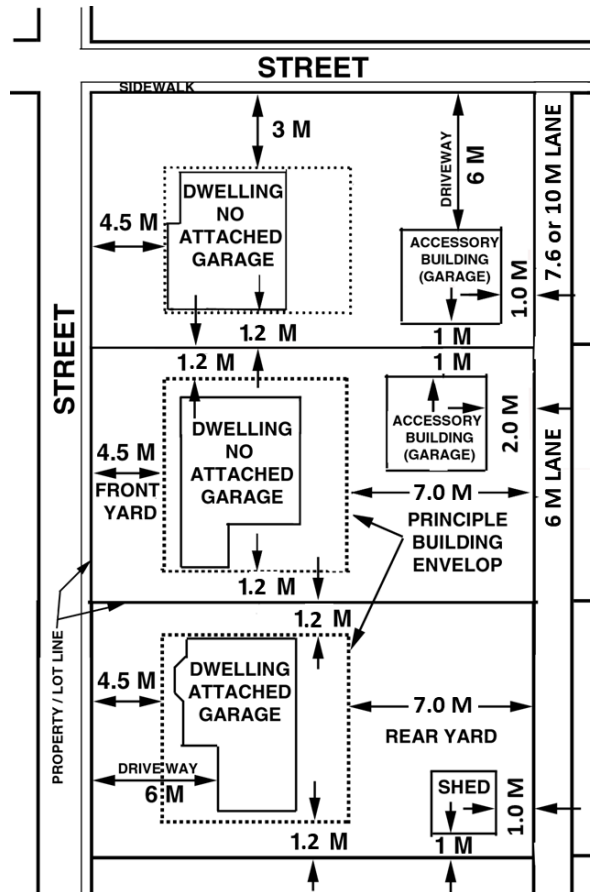 STREET
SIDEWALK
3 M
DRIVEWAY
6 M
7.6 or 10 M LANE
DWELLING
NO
ATTACHED
GARAGE
4.5 M
ACCESSORY
BUILDING
(GARAGE)
1.0 M
1.2 M
1 M
STREET
1.2 M
1 M
DWELLING
NO
ATTACHED
GARAGE
ACCESSORY
BUILDING
(GARAGE)
2.0 M
6 M LANE
4.5 M
FRONT
YARD
7.0 M
PRINCIPLE
BUILDING
ENVELOP
1.2 M
1.2 M
PROPERTY / LOT LINE
DWELLING
ATTACHED
GARAGE
4.5 M
7.0 M
REAR YARD
DRIVE WAY
6 M
SHED
1.0 M
1.2 M
1 M